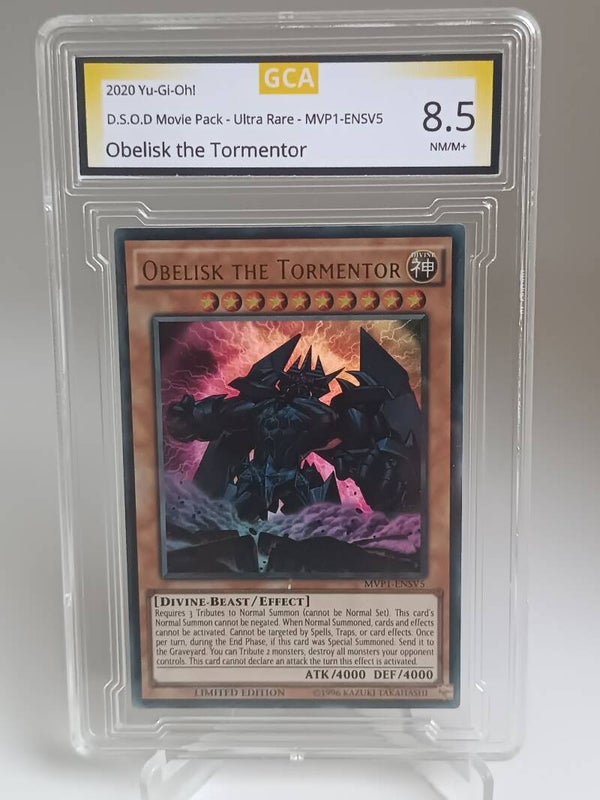 GCA
2020 Yu-Gi-Oh!
D.S.O.D Movie Pack - Ultra Rare - MVP1-ENSV5
Obelisk the Tormentor
8.5
NM/M+
OBELISK THE TORMENTOR
DIVINE
神
MVP1-ENSV5
[DIVINE-BEAST/EFFECT]
Requires 3 Tributes to Normal Summon (cannot be Normal Set). This card's
Normal Summon cannot be negated. When Normal Summoned, cards and effects
cannot be activated. Cannot be targeted by Spells, Traps, or card effects. Once
per turn, during the End Phase, if this card was Special Summoned: Send it to
the Graveyard. You can Tribute 2 monsters; destroy all monsters your opponent
controls. This card cannot declare an attack the turn this effect is activated.
ATK/4000 DEF/4000
LIMITED EDITION
©1996 KAZUKI TAKAHASHI